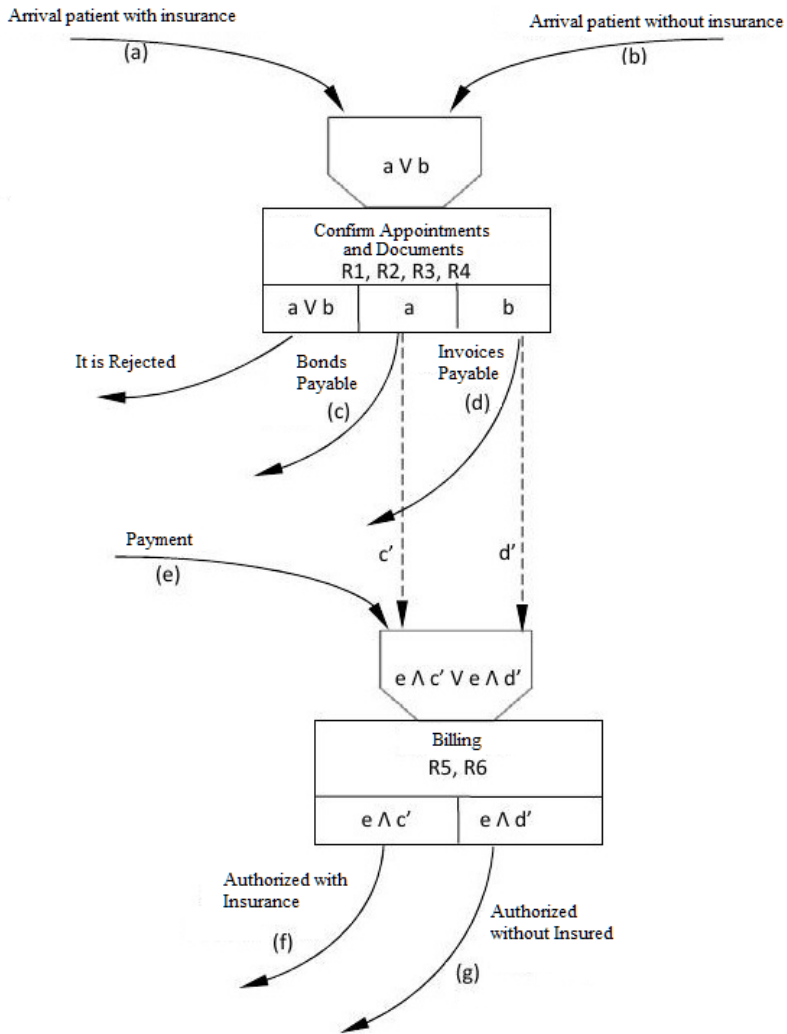 Arrival patient with insurance
(a)
Arrival patient without insurance
(b)
a V b
Confirm Appointments
and Documents
R1, R2, R3, R4
a V b
a
b
It is Rejected
Bonds
Payable
(c)
Invoices
Payable
(d)
Payment
(e)
c’
d’
e Λ c’ V e Λ d’
Billing
R5, R6
e Λ c’
e Λ d’
Authorized with
Insurance
(f)
Authorized
without Insured
(g)